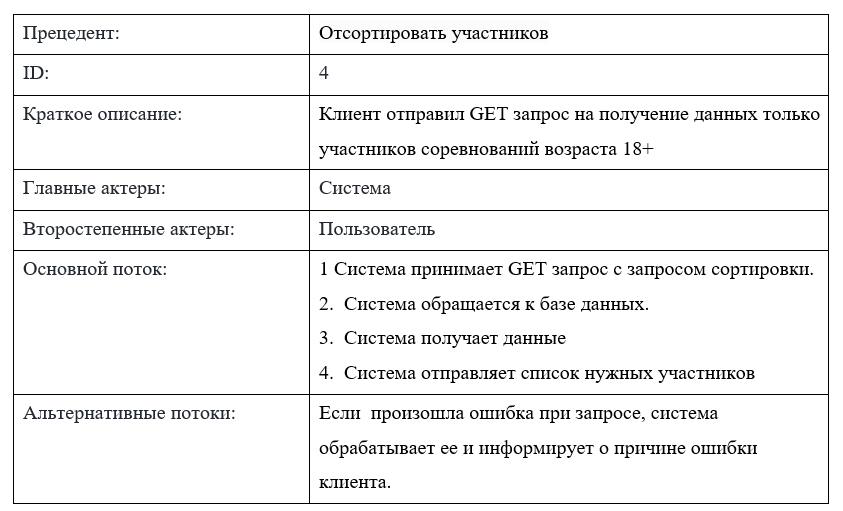 Прецедент:
Отсортировать участников
ID:
4
Краткое описание:
Клиент отправил GET запрос на получение данных только
участников соревнований возраста 18+
Главные актеры:
Система
Второстепенные актеры:
Пользователь
Основной поток:
1 Система принимает GET запрос с запросом сортировки.
2. Система обращается к базе данных.
3. Система получает данные
4. Система отправляет список нужных участников
Альтернативные потоки:
Если произошла ошибка при запросе, система
обрабатывает ее и информирует о причине ошибки
клиента.